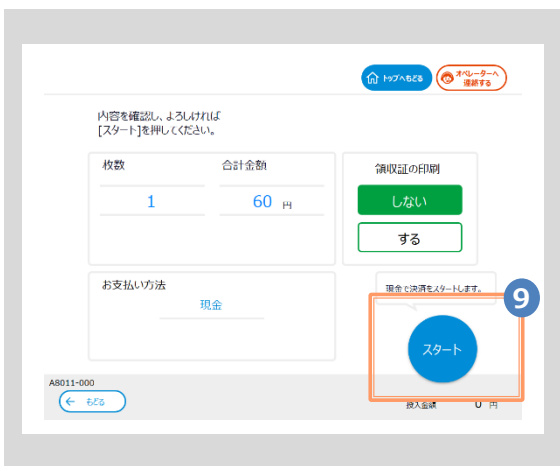 トップへもどる
オペレーターへ
連絡する
内容を確認し、よろしければ
[スタート]を押してください。
枚数
合計金額
領収証の印刷
1
60 円
しない
する
お支払い方法
現金
現金で決済をスタートします。
9
スタート
A8011-000
← もどる
投入金額 0 円